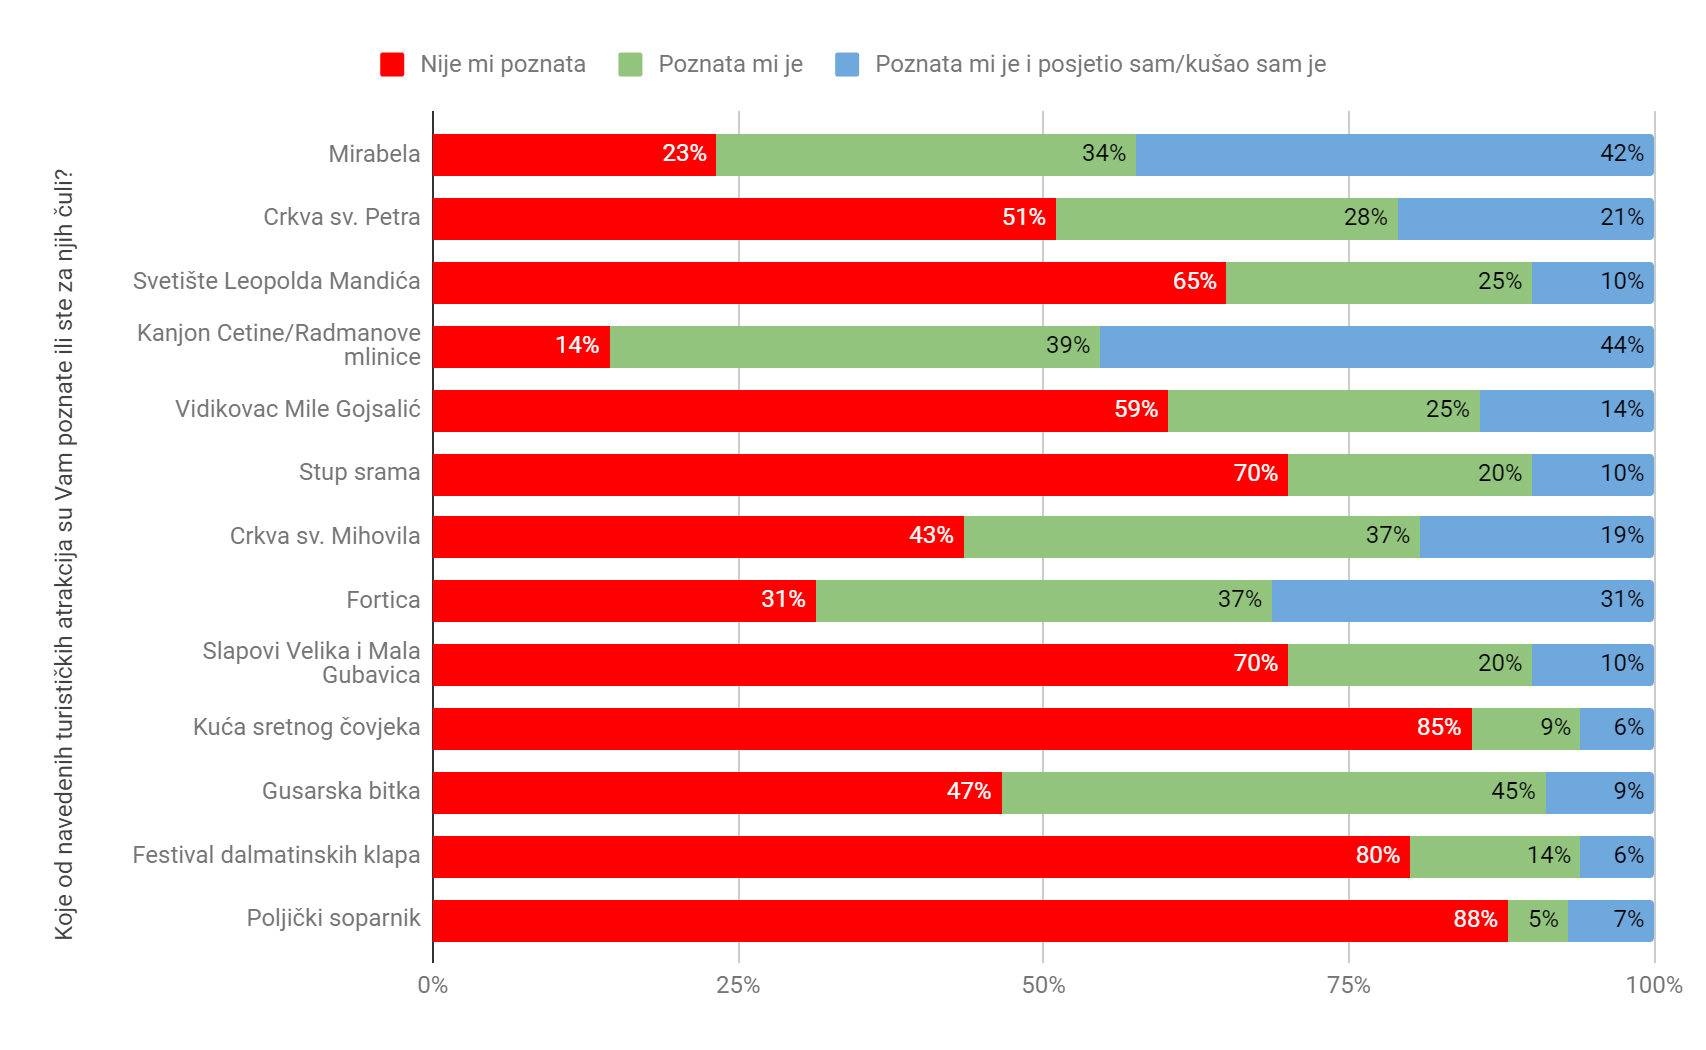 Nije mi poznata Poznata mi je Poznata mi je i posjetio sam/kušao sam je
Koje od navedenih turističkih atrakcija su Vam poznate ili ste za njih čuli?
Mirabela 23% 34% 42%
Crkva sv. Petra 51% 28% 21%
Svetište Leopolda Mandića 65% 25% 10%
Kanjon Cetine/Radmanove
mlinice 14% 39% 44%
Vidikovac Mile Gojsalić 59% 25% 14%
Stup srama 70% 20% 10%
Crkva sv. Mihovila 43% 37% 19%
Fortica 31% 37% 31%
Slapovi Velika i Mala
Gubavica 70% 20% 10%
Kuća sretnog čovjeka 85% 9% 6%
Gusarska bitka 47% 45% 9%
Festival dalmatinskih klapa 80% 14% 6%
Poljički soparnik 88% 5% 7%
0% 25% 50% 75% 100%